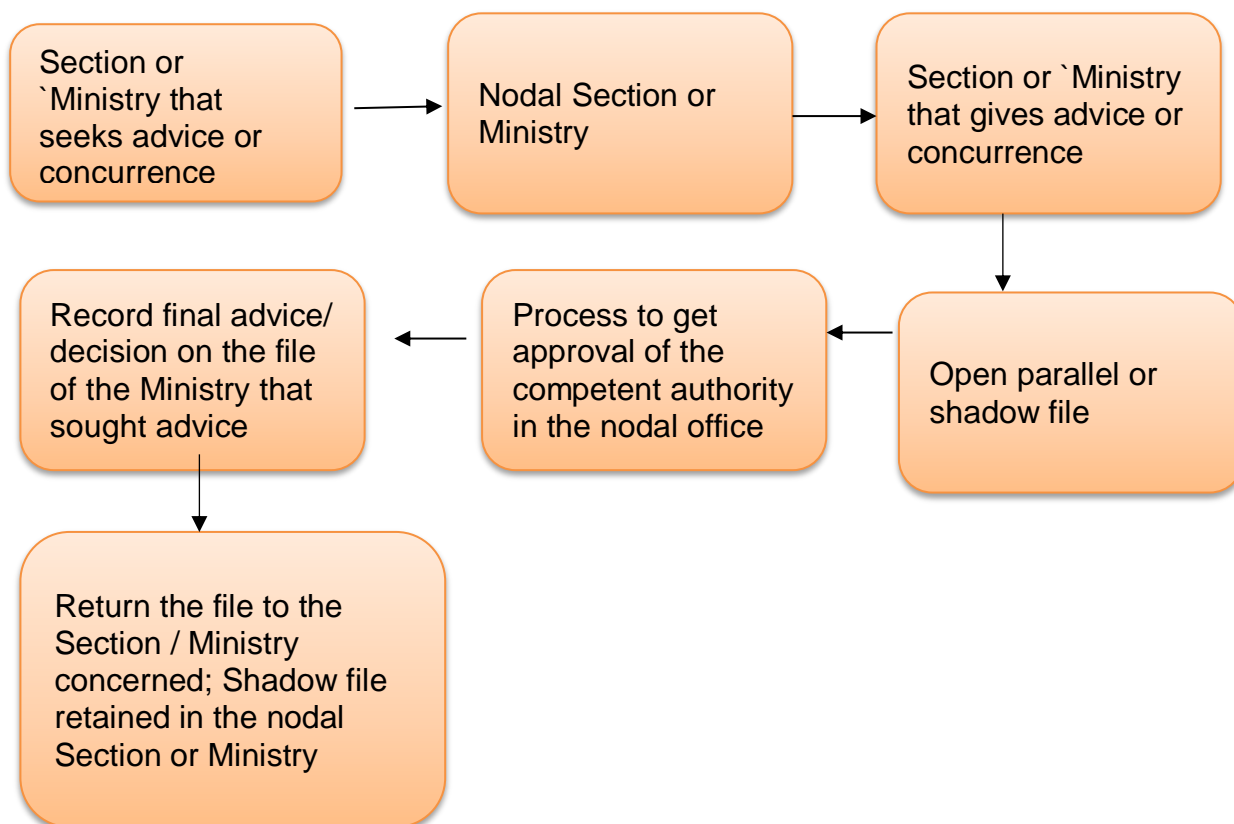 Section or
`Ministry that
seeks advice or
concurrence
Nodal Section or
Ministry
Section or `Ministry
that gives advice or
concurrence
Open parallel or
shadow file
Process to get
approval of the
competent authority
in the nodal office
Record final advice/
decision on the file
of the Ministry that
sought advice
Return the file to the
Section / Ministry
concerned; Shadow file
retained in the nodal
Section or Ministry